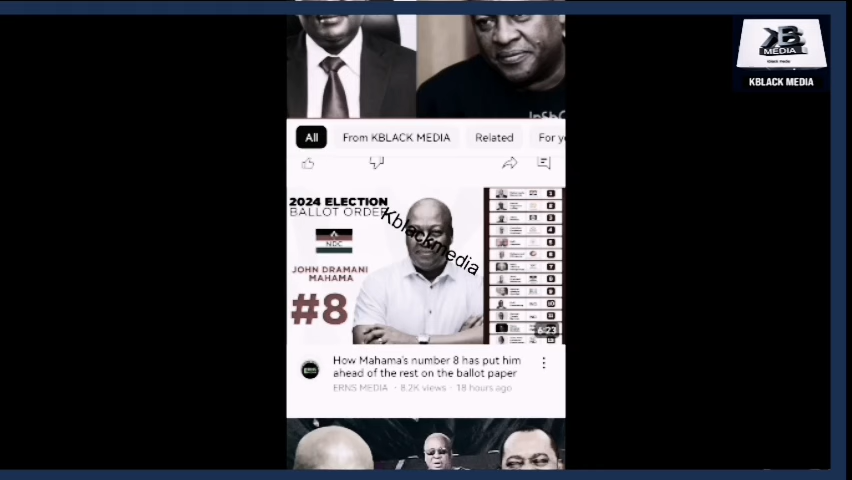 KB
MEDIA
KBLACK MEDIA
All
From KBLACK MEDIA
Related
For y
2024 ELECTION
BALLOT ORDER
Kblackmedia
NDC
JOHN DRAMANI
MAHAMA
#8
6:23
How Mahama's number 8 has put him
ahead of the rest on the ballot paper
ERNS MEDIA · 8.2K views · 18 hours ago